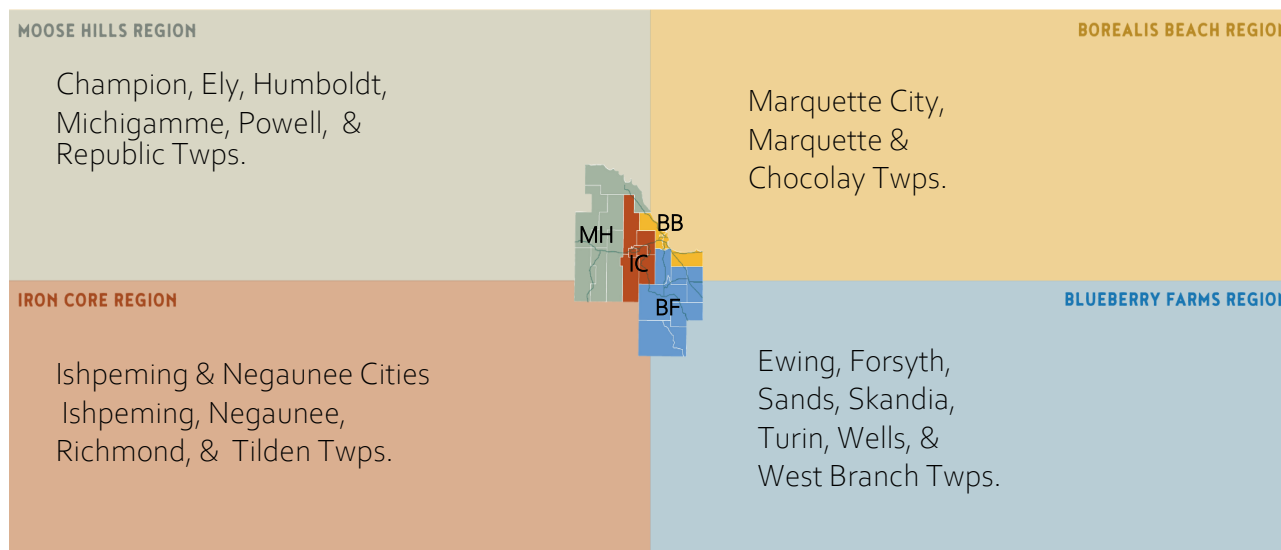 MOOSE HILLS REGION
Champion, Ely, Humboldt,
Michigamme, Powell, &
Republic Twps.
BOREALIS BEACH REGION
Marquette City,
Marquette &
Chocolay Twps.
MH
BB
IC
BF
IRON CORE REGION
Ishpeming & Negaunee Cities
Ishpeming, Negaunee,
Richmond, & Tilden Twps.
BLUEBERRY FARMS REGION
Ewing, Forsyth,
Sands, Skandia,
Turin, Wells, &
West Branch Twps.